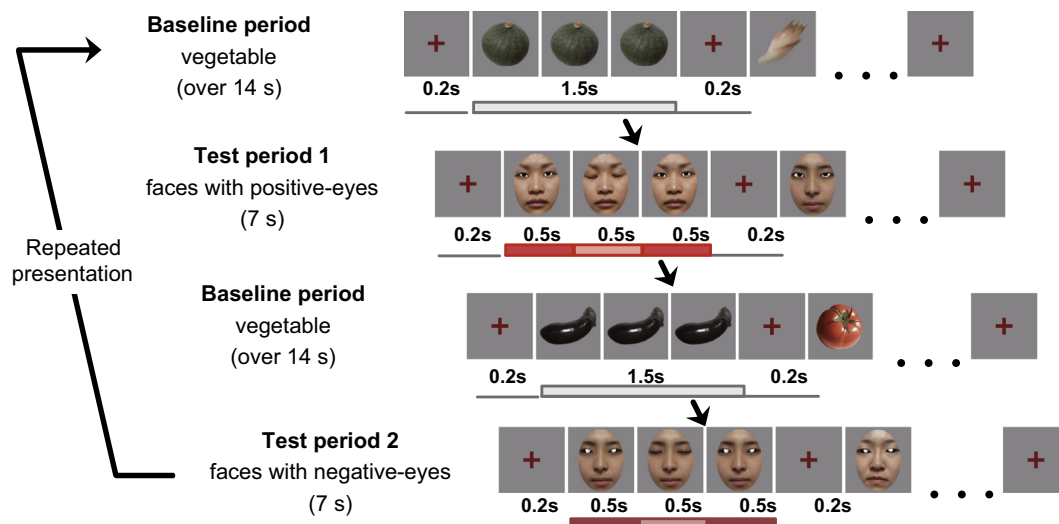 Baseline period
vegetable
(over 14 s)
0.2s 1.5s 0.2s
Test period 1
faces with positive-eyes
(7 s)
0.2s 0.5s 0.5s 0.5s 0.2s
Repeated
presentation
Baseline period
vegetable
(over 14 s)
0.2s 1.5s 0.2s
Test period 2
faces with negative-eyes
(7 s)
0.2s 0.5s 0.5s 0.5s 0.2s